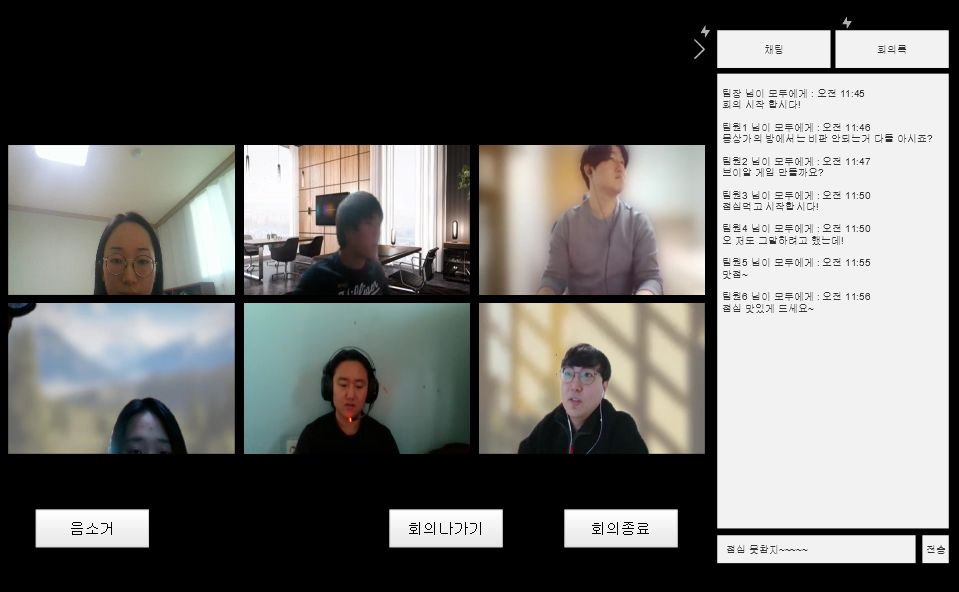 채팅
회의록
팀장 님이 모두에게 : 오전 11:45
회의 시작 합시다!
팀원1 님이 모두에게 : 오전 11:46
몽상가의 방에서는 비판 안되는거 다들 아시죠?
팀원2 님이 모두에게 : 오전 11:47
브이알 게임 만들까요?
팀원3 님이 모두에게 : 오전 11:50
점심먹고 시작합시다!
팀원4 님이 모두에게 : 오전 11:50
오 저도 그말하려고 했는데!
팀원5 님이 모두에게 : 오전 11:55
맛점~
팀원6 님이 모두에게 : 오전 11:56
점심 맛있게 드세요~
음소거
회의나가기
회의종료
점심 뭇참지~~~~~
전송